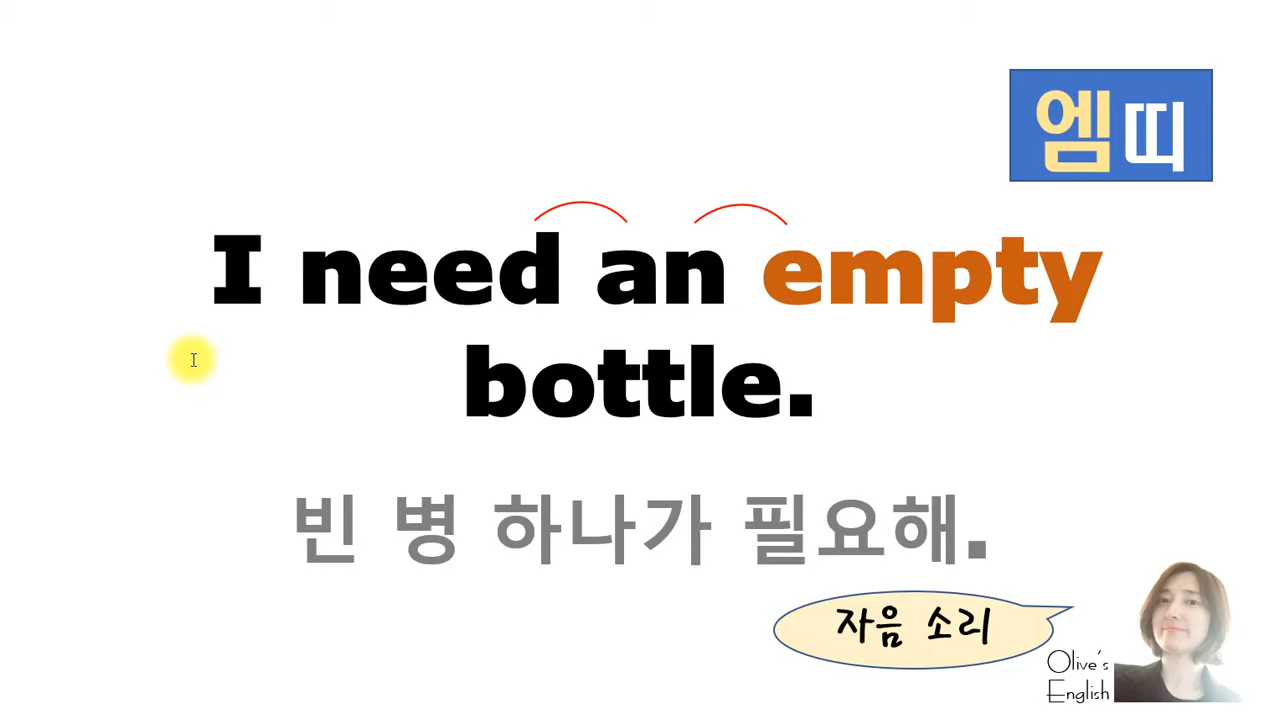 엠띠
I need an empty
bottle.
빈 병 하나가 필요해.
자음 소리
Olive's
English